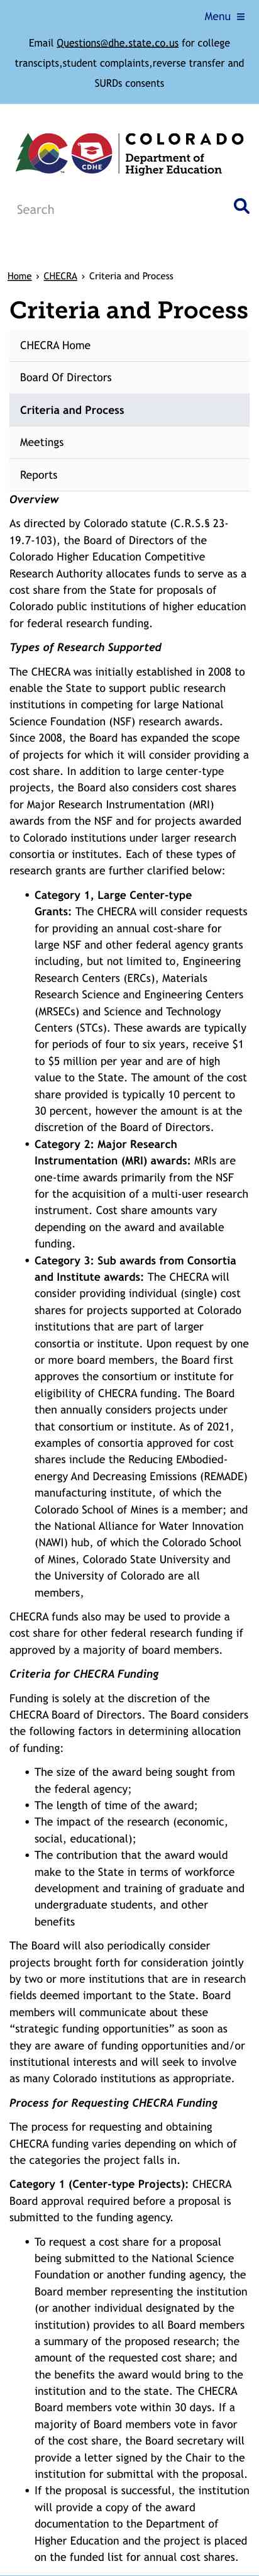 Menu ≡
Email Questions@dhe.state.co.us for college
transcipts,student complaints,reverse transfer and
SURDs consents
COLORADO
Department of
Higher Education
CO
CDHE
Search
Home › CHECRA › Criteria and Process
Criteria and Process
CHECRA Home
Board Of Directors
Criteria and Process
Meetings
Reports
Overview
As directed by Colorado statute (C.R.S.§ 23-
19.7-103), the Board of Directors of the
Colorado Higher Education Competitive
Research Authority allocates funds to serve as a
cost share from the State for proposals of
Colorado public institutions of higher education
for federal research funding.
Types of Research Supported
The CHECRA was initially established in 2008 to
enable the State to support public research
institutions in competing for large National
Science Foundation (NSF) research awards.
Since 2008, the Board has expanded the scope
of projects for which it will consider providing a
cost share. In addition to large center-type
projects, the Board also considers cost shares
for Major Research Instrumentation (MRI)
awards from the NSF and for projects awarded
to Colorado institutions under larger research
consortia or institutes. Each of these types of
research grants are further clarified below:
• Category 1, Large Center-type
Grants: The CHECRA will consider requests
for providing an annual cost-share for
large NSF and other federal agency grants
including, but not limited to, Engineering
Research Centers (ERCs), Materials
Research Science and Engineering Centers
(MRSECs) and Science and Technology
Centers (STCs). These awards are typically
for periods of four to six years, receive $1
to $5 million per year and are of high
value to the State. The amount of the cost
share provided is typically 10 percent to
30 percent, however the amount is at the
discretion of the Board of Directors.
• Category 2: Major Research
Instrumentation (MRI) awards: MRIs are
one-time awards primarily from the NSF
for the acquisition of a multi-user research
instrument. Cost share amounts vary
depending on the award and available
funding.
• Category 3: Sub awards from Consortia
and Institute awards: The CHECRA will
consider providing individual (single) cost
shares for projects supported at Colorado
institutions that are part of larger
consortia or institute. Upon request by one
or more board members, the Board first
approves the consortium or institute for
eligibility of CHECRA funding. The Board
then annually considers projects under
that consortium or institute. As of 2021,
examples of consortia approved for cost
shares include the Reducing EMbodied-
energy And Decreasing Emissions (REMADE)
manufacturing institute, of which the
Colorado School of Mines is a member; and
the National Alliance for Water Innovation
(NAWI) hub, of which the Colorado School
of Mines, Colorado State University and
the University of Colorado are all
members,
CHECRA funds also may be used to provide a
cost share for other federal research funding if
approved by a majority of board members.
Criteria for CHECRA Funding
Funding is solely at the discretion of the
CHECRA Board of Directors. The Board considers
the following factors in determining allocation
of funding:
• The size of the award being sought from
the federal agency;
• The length of time of the award;
• The impact of the research (economic,
social, educational);
• The contribution that the award would
make to the State in terms of workforce
development and training of graduate and
undergraduate students, and other
benefits
The Board will also periodically consider
projects brought forth for consideration jointly
by two or more institutions that are in research
fields deemed important to the State. Board
members will communicate about these
“strategic funding opportunities” as soon as
they are aware of funding opportunities and/or
institutional interests and will seek to involve
as many Colorado institutions as appropriate.
Process for Requesting CHECRA Funding
The process for requesting and obtaining
CHECRA funding varies depending on which of
the categories the project falls in.
Category 1 (Center-type Projects): CHECRA
Board approval required before a proposal is
submitted to the funding agency.
• To request a cost share for a proposal
being submitted to the National Science
Foundation or another funding agency, the
Board member representing the institution
(or another individual designated by the
institution) provides to all Board members
a summary of the proposed research; the
amount of the requested cost share; and
the benefits the award would bring to the
institution and to the state. The CHECRA
Board members vote within 30 days. If a
majority of Board members vote in favor
of the cost share, the Board secretary will
provide a letter signed by the Chair to the
institution for submittal with the proposal.
• If the proposal is successful, the institution
will provide a copy of the award
documentation to the Department of
Higher Education and the project is placed
on the funded list for annual cost shares.